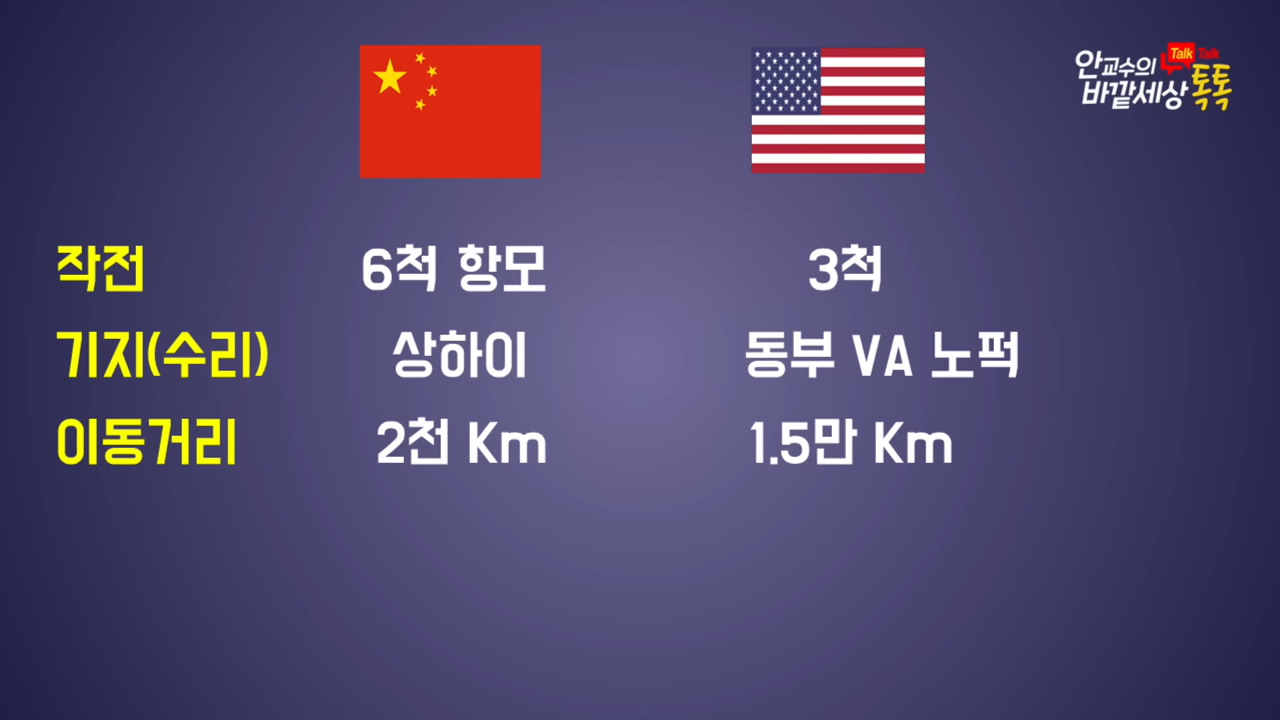 안교수의 Talk Talk
바깥세상 톡톡
작전 6척 항모 3척
기지(수리) 상하이 동부 VA 노퍽
이동거리 2천 Km 1.5만 Km